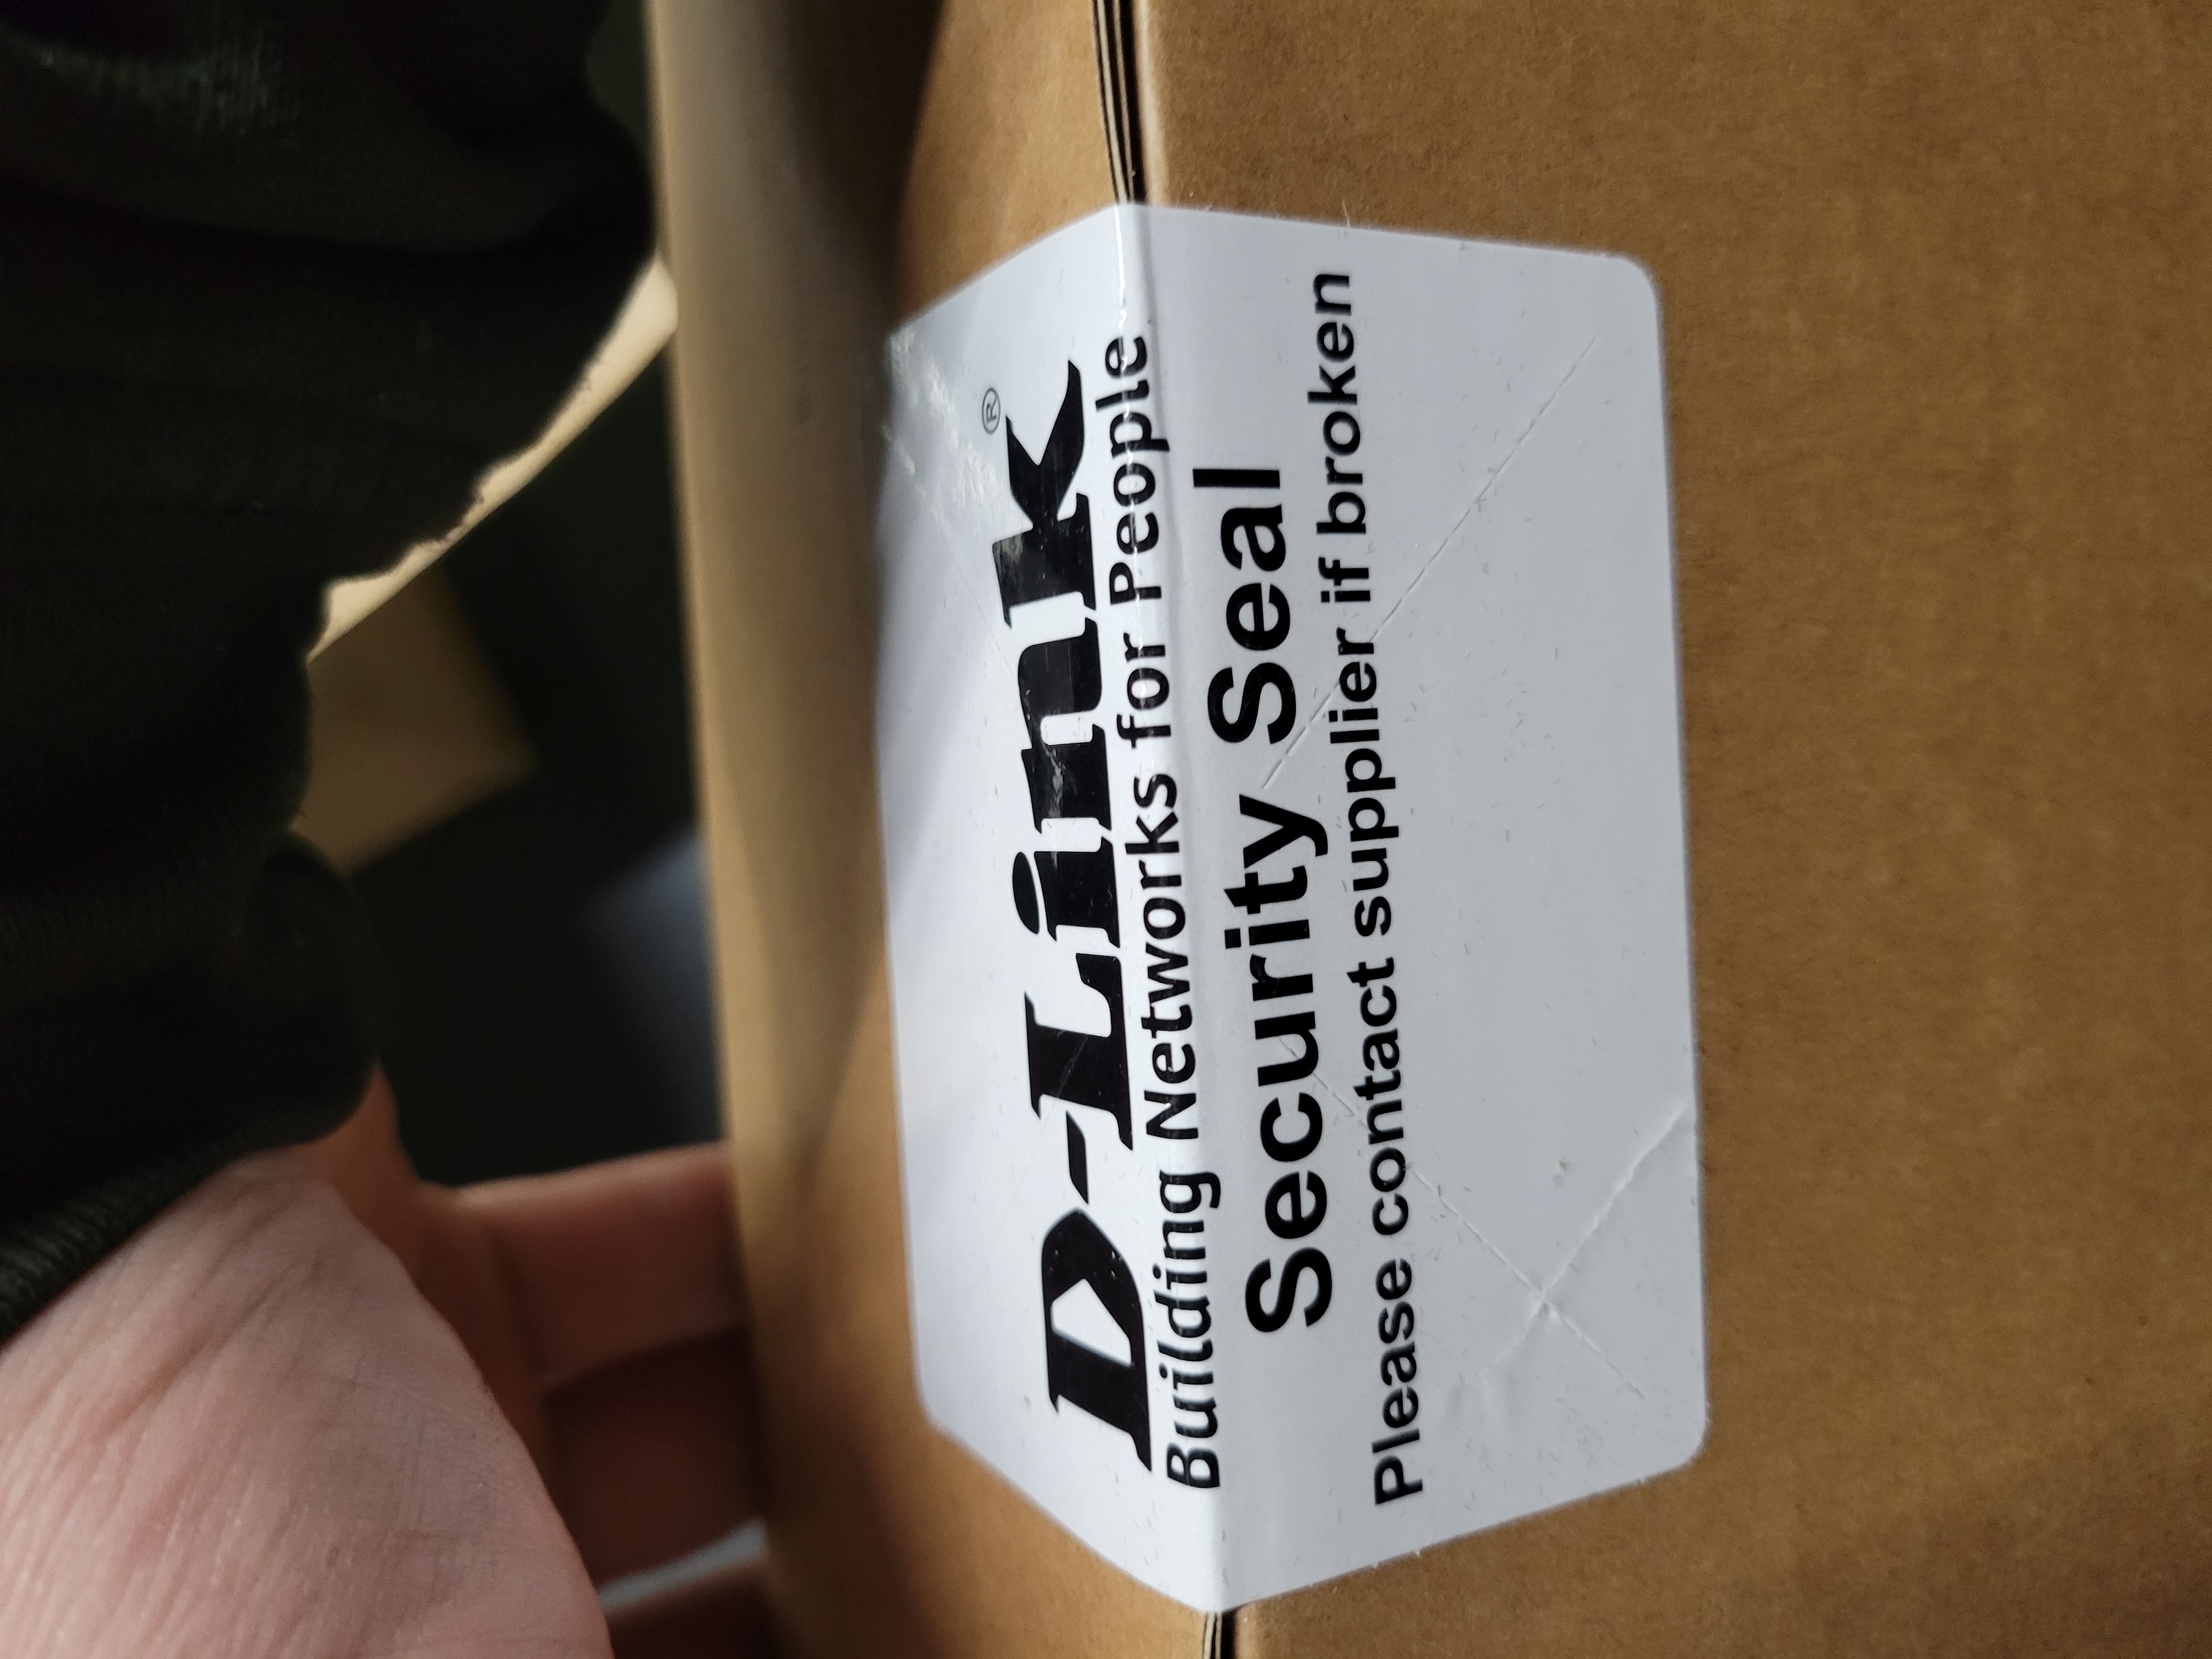 D-Link®
Building Networks for People
Security Seal
Please contact supplier if broken